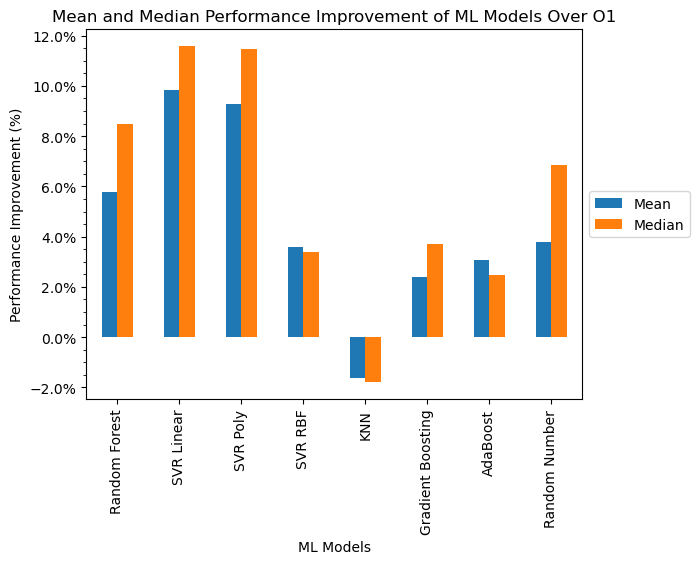 Mean and Median Performance Improvement of ML Models Over O1
Performance Improvement (%)
12.0%
10.0%
8.0%
6.0%
4.0%
2.0%
0.0%
−2.0%
Mean
Median
Random Forest
SVR Linear
SVR Poly
SVR RBF
KNN
Gradient Boosting
AdaBoost
Random Number
ML Models